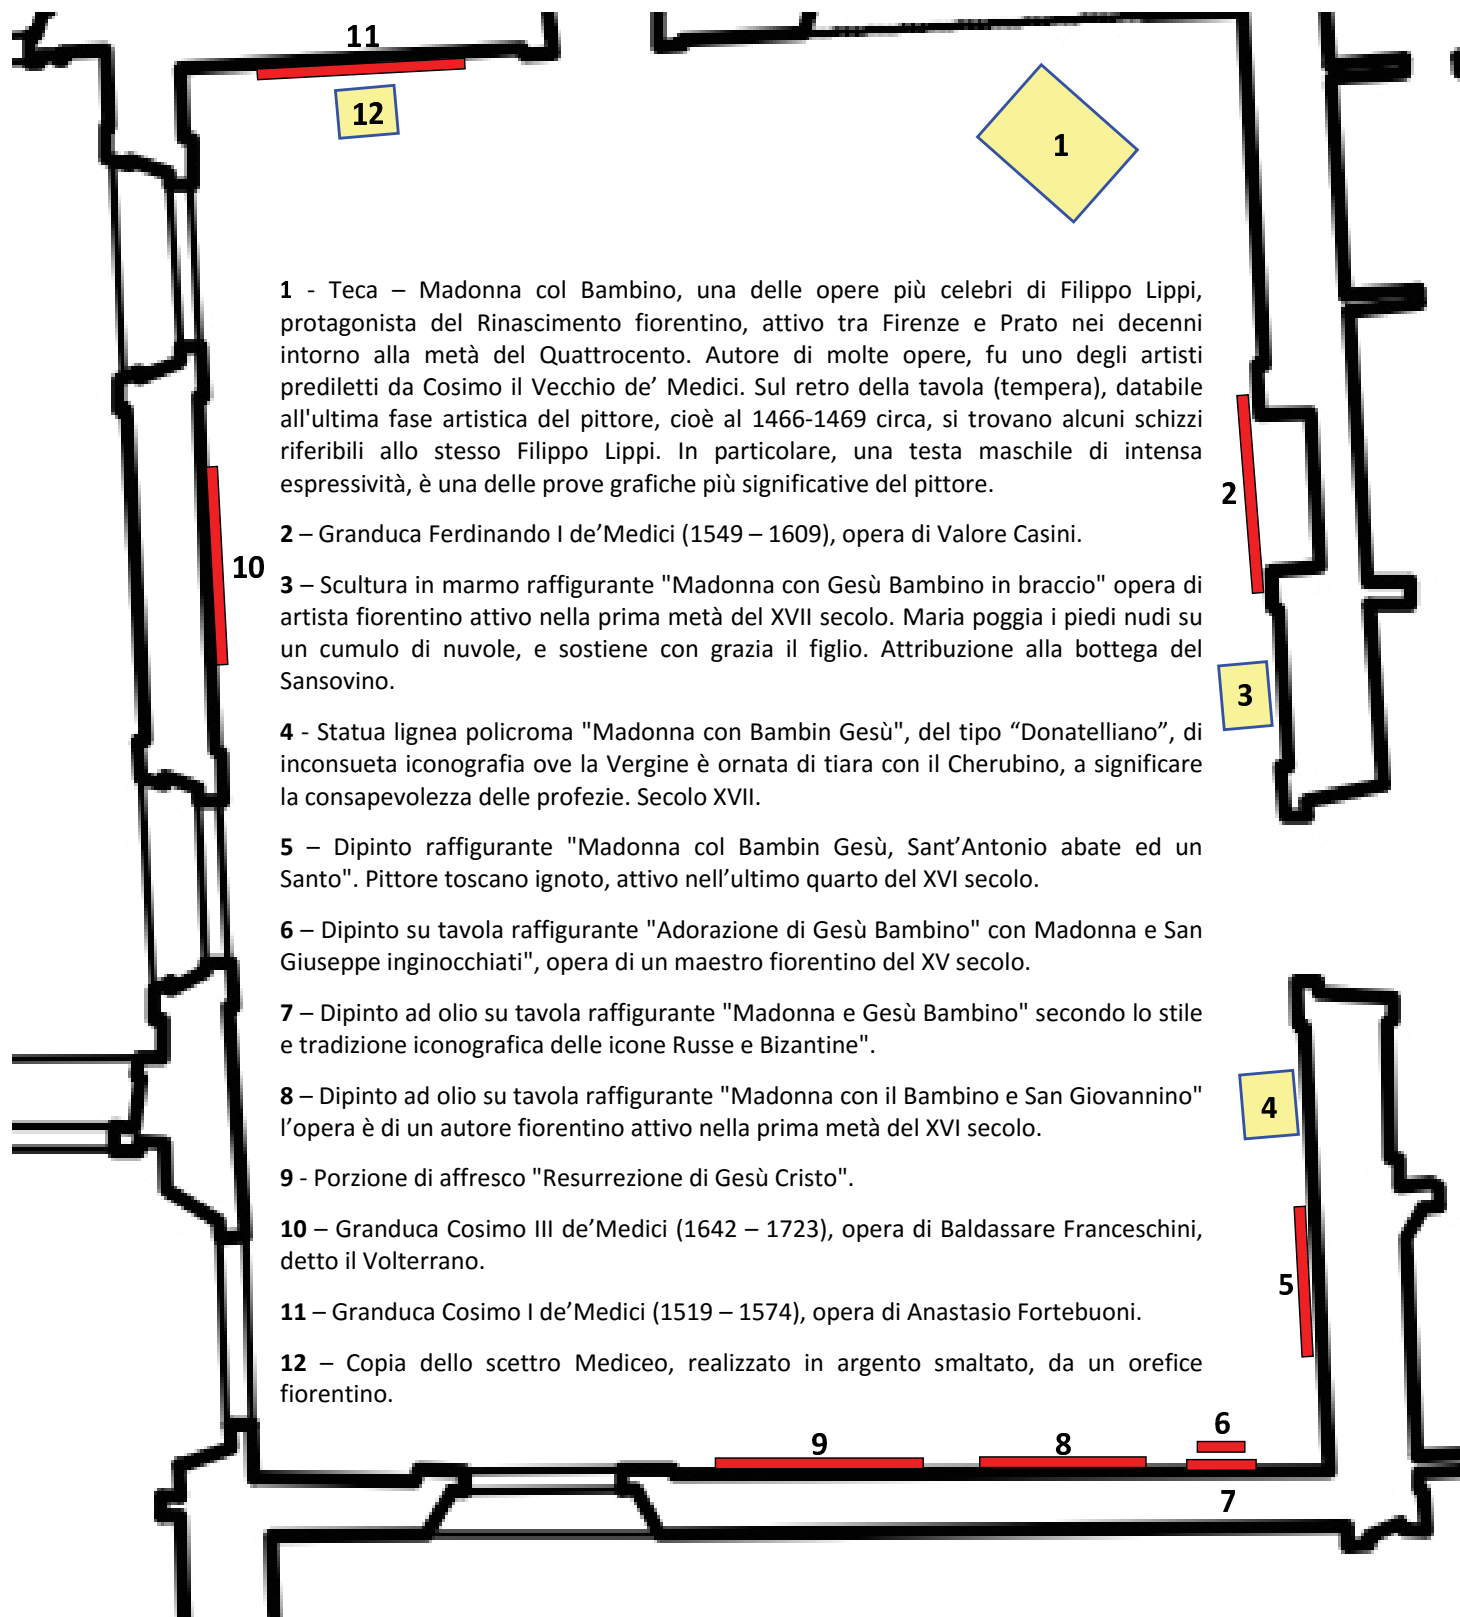 11
12
1
1 - Teca – Madonna col Bambino, una delle opere più celebri di Filippo Lippi,
protagonista del Rinascimento fiorentino, attivo tra Firenze e Prato nei decenni
intorno alla metà del Quattrocento. Autore di molte opere, fu uno degli artisti
prediletti da Cosimo il Vecchio de’ Medici. Sul retro della tavola (tempera), databile
all'ultima fase artistica del pittore, cioè al 1466-1469 circa, si trovano alcuni schizzi
riferibili allo stesso Filippo Lippi. In particolare, una testa maschile di intensa
espressività, è una delle prove grafiche più significative del pittore.
2
2 – Granduca Ferdinando I de’Medici (1549 – 1609), opera di Valore Casini.
10
3 – Scultura in marmo raffigurante "Madonna con Gesù Bambino in braccio" opera di
artista fiorentino attivo nella prima metà del XVII secolo. Maria poggia i piedi nudi su
un cumulo di nuvole, e sostiene con grazia il figlio. Attribuzione alla bottega del
Sansovino.
3
4 - Statua lignea policroma "Madonna con Bambin Gesù", del tipo “Donatelliano”, di
inconsueta iconografia ove la Vergine è ornata di tiara con il Cherubino, a significare
la consapevolezza delle profezie. Secolo XVII.
5 – Dipinto raffigurante "Madonna col Bambin Gesù, Sant’Antonio abate ed un
Santo". Pittore toscano ignoto, attivo nell’ultimo quarto del XVI secolo.
6 – Dipinto su tavola raffigurante "Adorazione di Gesù Bambino" con Madonna e San
Giuseppe inginocchiati", opera di un maestro fiorentino del XV secolo.
7 – Dipinto ad olio su tavola raffigurante "Madonna e Gesù Bambino" secondo lo stile
e tradizione iconografica delle icone Russe e Bizantine".
8 – Dipinto ad olio su tavola raffigurante "Madonna con il Bambino e San Giovannino"
l’opera è di un autore fiorentino attivo nella prima metà del XVI secolo.
4
9 - Porzione di affresco "Resurrezione di Gesù Cristo".
10 – Granduca Cosimo III de’Medici (1642 – 1723), opera di Baldassare Franceschini,
detto il Volterrano.
5
11 – Granduca Cosimo I de’Medici (1519 – 1574), opera di Anastasio Fortebuoni.
12 – Copia dello scettro Mediceo, realizzato in argento smaltato, da un orefice
fiorentino.
6
9
8
7